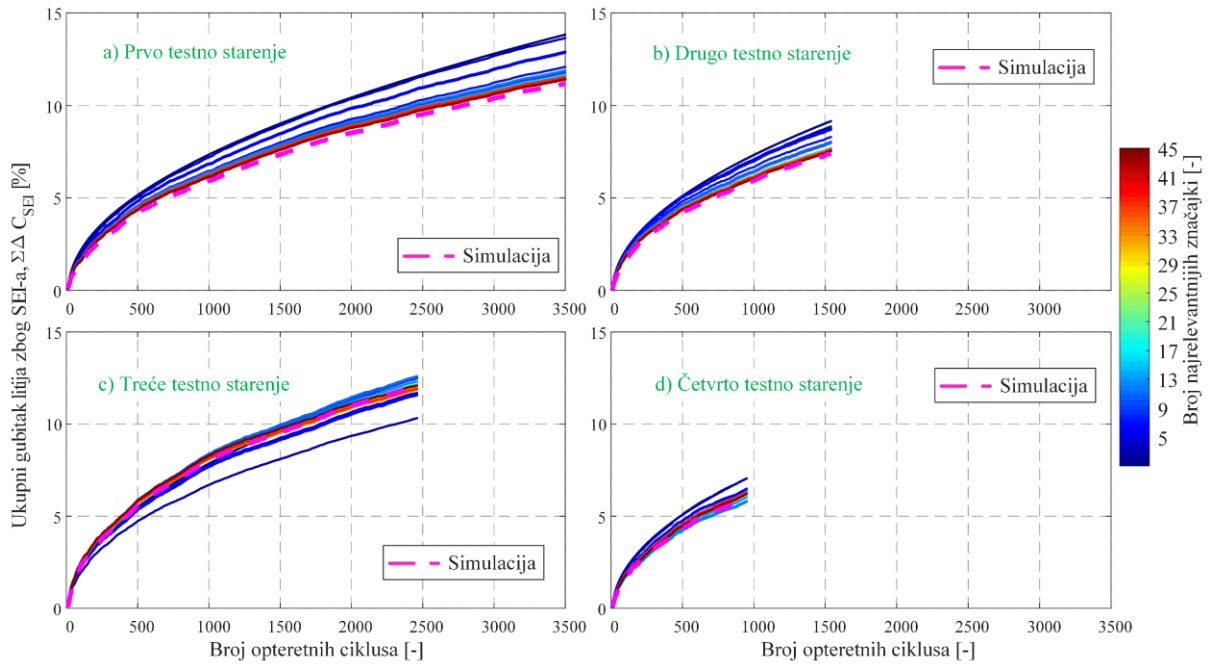 a) Prvo testno starenje
Simulacija
15
10
5
0
0 500 1000 1500 2000 2500 3000 3500
b) Drugo testno starenje
Simulacija
15
10
5
0
0 500 1000 1500 2000 2500 3000 3500
c) Treće testno starenje
Simulacija
15
10
5
0
0 500 1000 1500 2000 2500 3000 3500
Broj opteretnih ciklusa [-]
d) Četvrto testno starenje
Simulacija
15
10
5
0
0 500 1000 1500 2000 2500 3000 3500
Broj opteretnih ciklusa [-]
Ukupni gubitak litija zbog SEI-a, ΣΔ C_SEI [%]
45
41
37
33
29
25
21
17
13
9
5
Broj najrelevantnijih značajki [-]